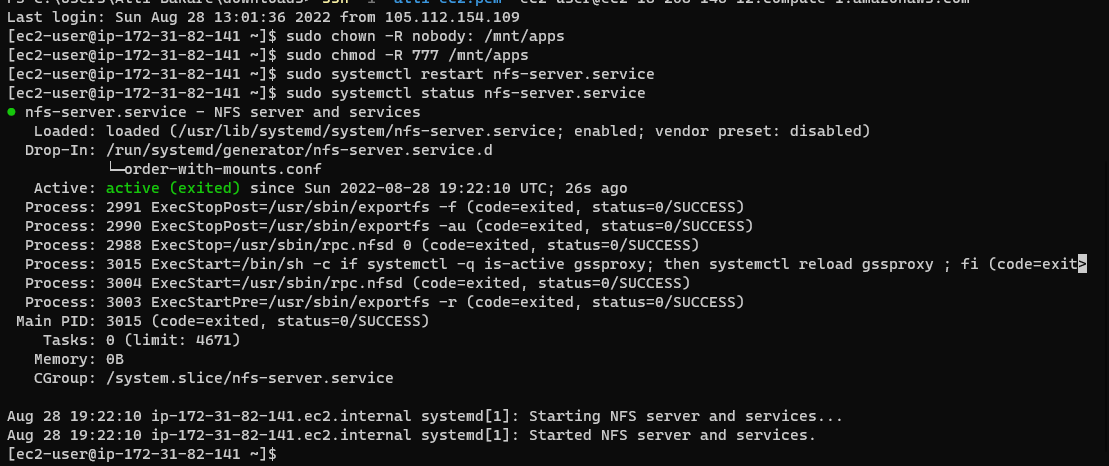 Last login: Sun Aug 28 13:01:36 2022 from 105.112.154.109
[ec2-user@ip-172-31-82-141 ~]$ sudo chown -R nobody: /mnt/apps
[ec2-user@ip-172-31-82-141 ~]$ sudo chmod -R 777 /mnt/apps
[ec2-user@ip-172-31-82-141 ~]$ sudo systemctl restart nfs-server.service
[ec2-user@ip-172-31-82-141 ~]$ sudo systemctl status nfs-server.service
● nfs-server.service - NFS server and services
   Loaded: loaded (/usr/lib/systemd/system/nfs-server.service; enabled; vendor preset: disabled)
  Drop-In: /run/systemd/generator/nfs-server.service.d
           └─order-with-mounts.conf
   Active: active (exited) since Sun 2022-08-28 19:22:10 UTC; 26s ago
  Process: 2991 ExecStopPost=/usr/sbin/exportfs -f (code=exited, status=0/SUCCESS)
  Process: 2990 ExecStopPost=/usr/sbin/exportfs -au (code=exited, status=0/SUCCESS)
  Process: 2988 ExecStop=/usr/sbin/rpc.nfsd 0 (code=exited, status=0/SUCCESS)
  Process: 3015 ExecStart=/bin/sh -c if systemctl -q is-active gssproxy; then systemctl reload gssproxy ; fi (code=exit>
  Process: 3004 ExecStart=/usr/sbin/rpc.nfsd (code=exited, status=0/SUCCESS)
  Process: 3003 ExecStartPre=/usr/sbin/exportfs -r (code=exited, status=0/SUCCESS)
 Main PID: 3015 (code=exited, status=0/SUCCESS)
    Tasks: 0 (limit: 4671)
   Memory: 0B
   CGroup: /system.slice/nfs-server.service

Aug 28 19:22:10 ip-172-31-82-141.ec2.internal systemd[1]: Starting NFS server and services...
Aug 28 19:22:10 ip-172-31-82-141.ec2.internal systemd[1]: Started NFS server and services.
[ec2-user@ip-172-31-82-141 ~]$